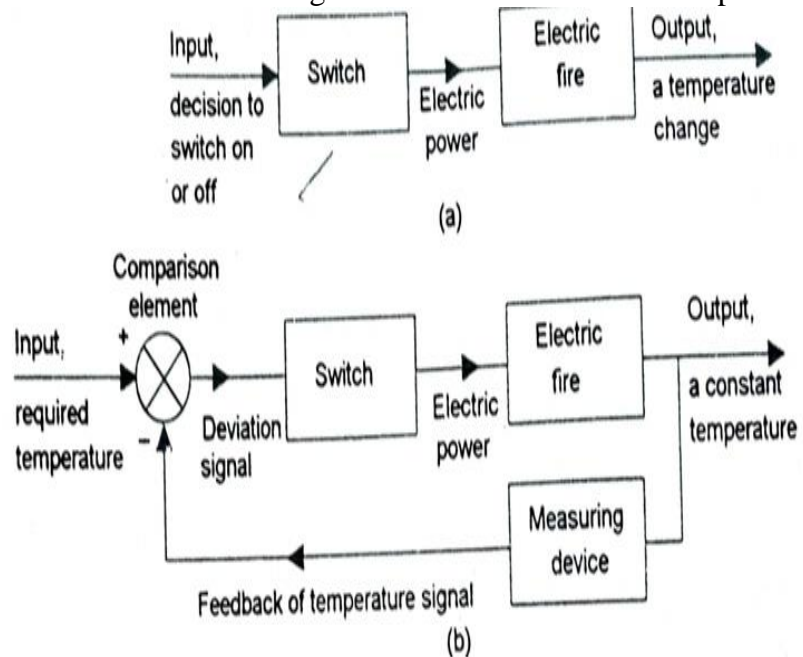 Input,
decision to
switch on
or off
Switch
Electric
power
Electric
fire
Output,
a temperature
change
(a)
Comparison
element
+
Input,
required
temperature
−
Deviation
signal
Switch
Electric
power
Electric
fire
Output,
a constant
temperature
Measuring
device
Feedback of temperature signal
(b)